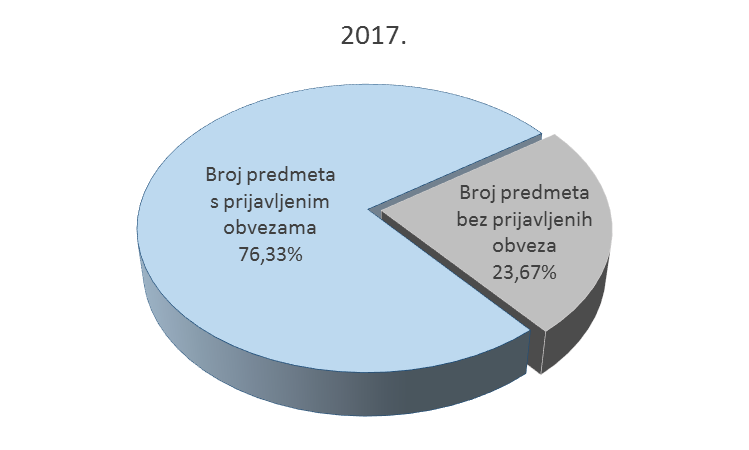 2017.
Broj predmeta
s prijavljenim
obvezama
76,33%
Broj predmeta
bez prijavljenih
obveza
23,67%